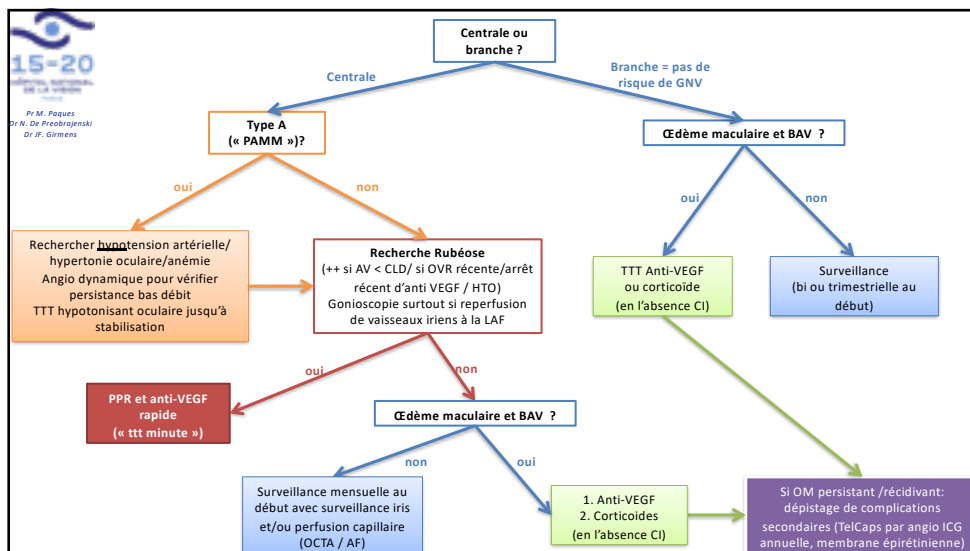 15-20
HÔPITAL NATIONAL
DE LA VISION
PARIS
Pr M. Paques
Dr N. De Preobrajenski
Dr JF. Girmens
Centrale ou
branche ?
Centrale
Branche = pas de
risque de GNV
Type A
(« PAMM »)?
Œdème maculaire et BAV  ?
oui
non
oui
non
Rechercher hypotension artérielle/
hypertonie oculaire/anémie
Angio dynamique pour vérifier
persistance bas débit
TTT hypotonisant oculaire jusqu'à
stabilisation
Recherche Rubéose
(++ si AV < CLD/ si OVR récente/arrêt
récent d'anti VEGF / HTO)
Gonioscopie surtout si reperfusion
de vaisseaux iriens à la LAF
TTT Anti-VEGF
ou corticoïde
(en l'absence CI)
Surveillance
(bi ou trimestrielle au
début)
oui
non
PPR et anti-VEGF
rapide
(« ttt minute »)
Œdème maculaire et BAV  ?
non
oui
Surveillance mensuelle au
début avec surveillance iris
et/ou perfusion capillaire
(OCTA / AF)
1. Anti-VEGF
2. Corticoides
(en l'absence CI)
Si OM persistant /récidivant:
dépistage de complications
secondaires (TelCaps par angio ICG
annuelle, membrane épirétinienne)